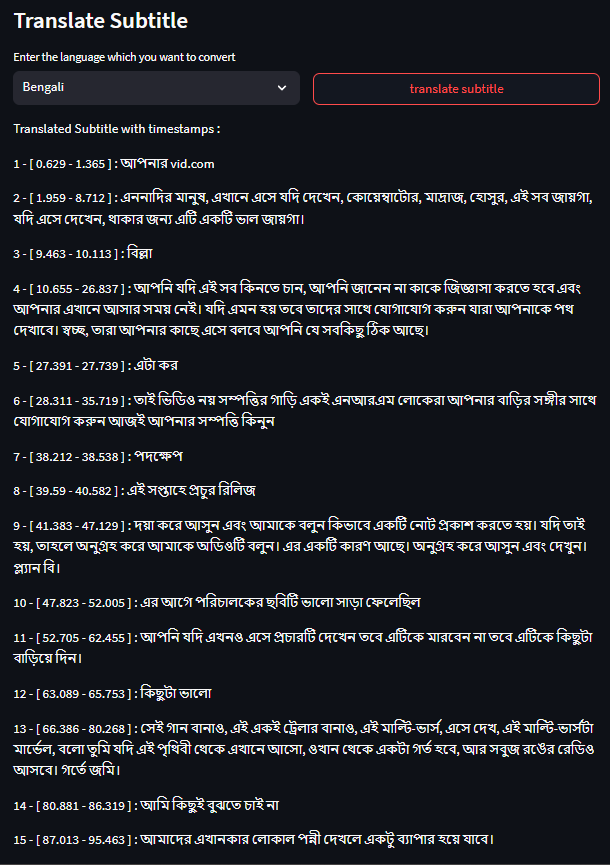 Translate Subtitle
Enter the language which you want to convert
Bengali
translate subtitle
Translated Subtitle with timestamps :
1 - [ 0.629 - 1.365 ] : আপনার vid.com
2 - [ 1.959 - 8.712 ] : এননাদির মানুষ, এখানে এসে যদি দেখেন, কোয়েম্বাটোর, মাদ্রাজ, হোসুর, এই সব জায়গা,
যদি এসে দেখেন, থাকার জন্য এটি একটি ভাল জায়গা।
3 - [ 9.463 - 10.113 ] : বিল্লা
4 - [ 10.655 - 26.837 ] : আপনি যদি এই সব কিনতে চান, আপনি জানেন না কাকে জিজ্ঞাসা করতে হবে এবং
আপনার এখানে আসার সময় নেই। যদি এমন হয় তবে তাদের সাথে যোগাযোগ করুন যারা আপনাকে পথ
দেখাবে। স্বচ্ছ, তারা আপনার কাছে এসে বলবে আপনি যে সবকিছু ঠিক আছে।
5 - [ 27.391 - 27.739 ] : এটা কর
6 - [ 28.311 - 35.719 ] : তাই ভিডিও নয় সম্পত্তির গাড়ি একই এনআরএম লোকেরা আপনার বাড়ির সঙ্গীর সাথে
যোগাযোগ করুন আজই আপনার সম্পত্তি কিনুন
7 - [ 38.212 - 38.538 ] : পদক্ষেপ
8 - [ 39.59 - 40.582 ] : এই সপ্তাহে প্রচুর রিলিজ
9 - [ 41.383 - 47.129 ] : দয়া করে আসুন এবং আমাকে বলুন কিভাবে একটি নোট প্রকাশ করতে হয়। যদি তাই
হয়, তাহলে অনুগ্রহ করে আমাকে অডিওটি বলুন। এর একটি কারণ আছে। অনুগ্রহ করে আসুন এবং দেখুন।
প্ল্যান বি।
10 - [ 47.823 - 52.005 ] : এর আগে পরিচালকের ছবিটি ভালো সাড়া ফেলেছিল
11 - [ 52.705 - 62.455 ] : আপনি যদি এখনও এসে প্রচারটি দেখেন তবে এটিকে মারবেন না তবে এটিকে কিছুটা
বাড়িয়ে দিন।
12 - [ 63.089 - 65.753 ] : কিছুটা ভালো
13 - [ 66.386 - 80.268 ] : সেই গান বানাও, এই একই ট্রেলার বানাও, এই মাল্টি-ভার্স, এসে দেখ, এই মাল্টি-ভার্সটা
মার্ভেল, বলো তুমি যদি এই পৃথিবী থেকে এখানে আসো, ওখান থেকে একটা গর্ত হবে, আর সবুজ রঙের রেডিও
আসবে। গর্তে জমি।
14 - [ 80.881 - 86.319 ] : আমি কিছুই বুঝতে চাই না
15 - [ 87.013 - 95.463 ] : আমাদের এখানকার লোকাল পন্নী দেখলে একটু ব্যাপার হয়ে যাবে।